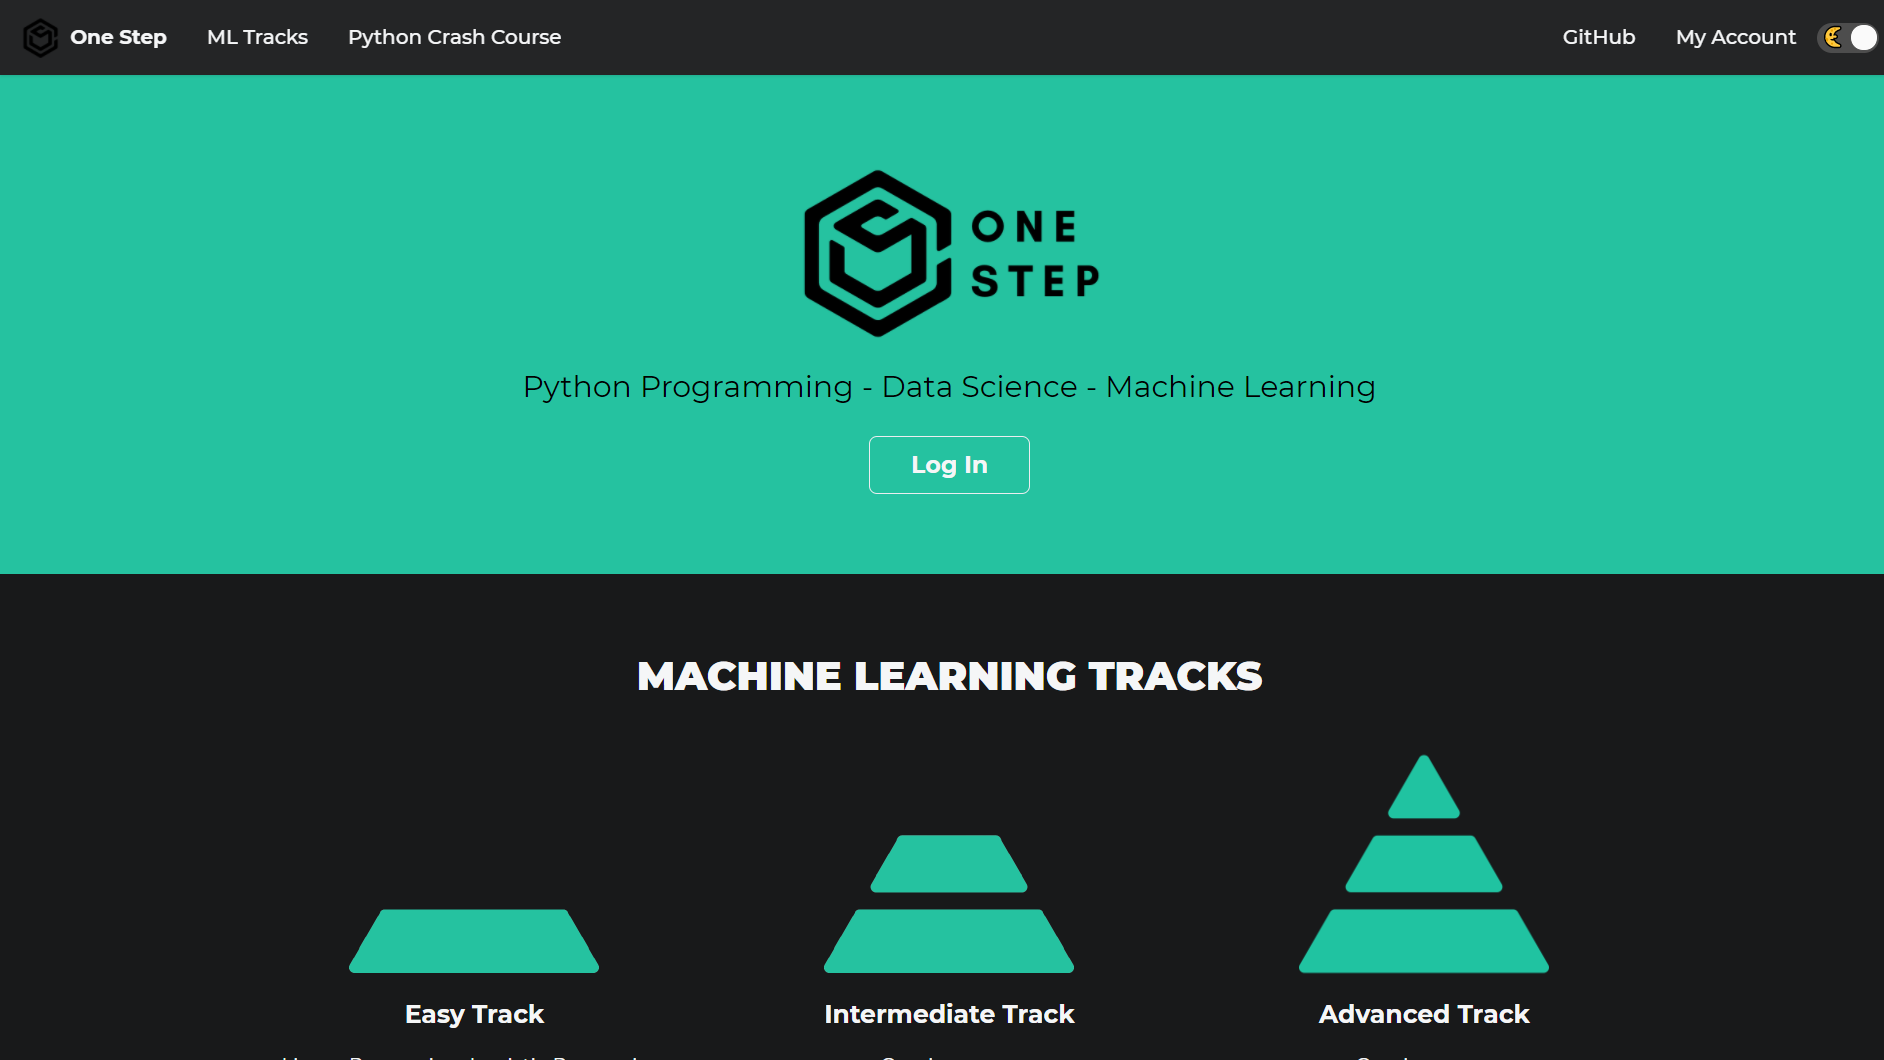 One Step ML Tracks Python Crash Course GitHub My Account
ONE
STEP
Python Programming - Data Science - Machine Learning
Log In
MACHINE LEARNING TRACKS
Easy Track Intermediate Track Advanced Track